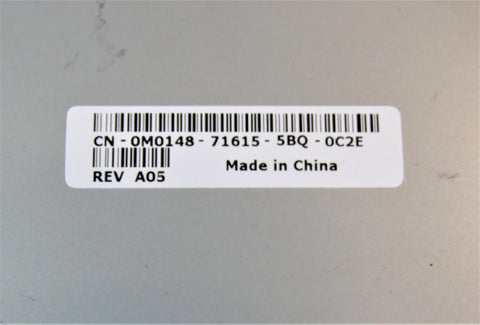 CN - 0M0148 - 71615 - 5BQ - 0C2E
REV A05 Made in China